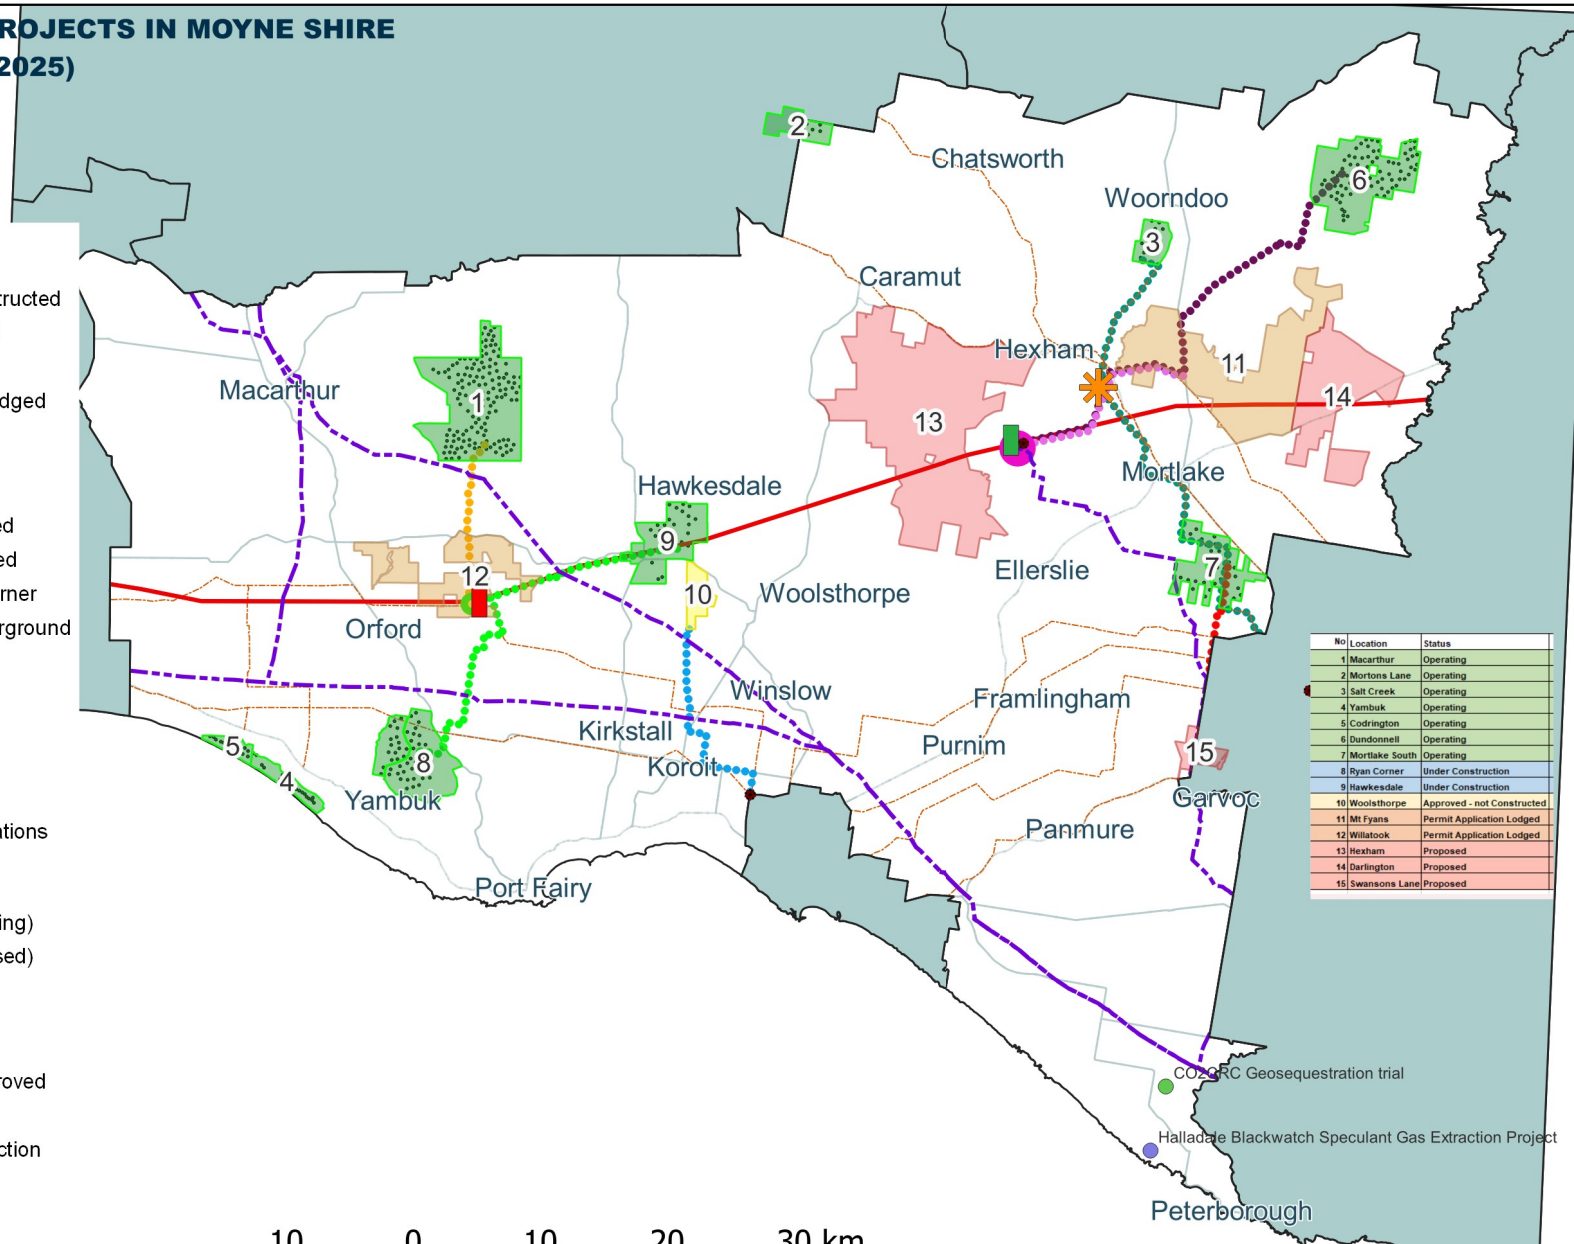 ROJECTS IN MOYNE SHIRE
2025)
2
Chatsworth
6
Woorndoo
3
Caramut
tructed
Hexham
11
Macarthur
dged
1
14
13
Mortlake
Hawkesdale
ed
9
ed
12
Ellerslie
7
rner
10
Woolsthorpe
rground
Orford
Winslow
Framlingham
Kirkstall
Purnim
5
15
8
Koroit
4
Yambuk
Garvoc
ations
Panmure
Port Fairy
ing)
sed)
No Location Status
1 Macarthur Operating
2 Mortons Lane Operating
3 Salt Creek Operating
4 Yambuk Operating
5 Codrington Operating
6 Dundonnell Operating
7 Mortlake South Operating
8 Ryan Corner Under Construction
9 Hawkesdale Under Construction
10 Woolsthorpe Approved - not Constructed
11 Mt Fyans Permit Application Lodged
12 Willatook Permit Application Lodged
13 Hexham Proposed
14 Darlington Proposed
15 Swansons Lane Proposed
CO2CRC Geosequestration trial
roved
Halladale Blackwatch Speculant Gas Extraction Project
ction
Peterborough
10 0 10 20 30 km